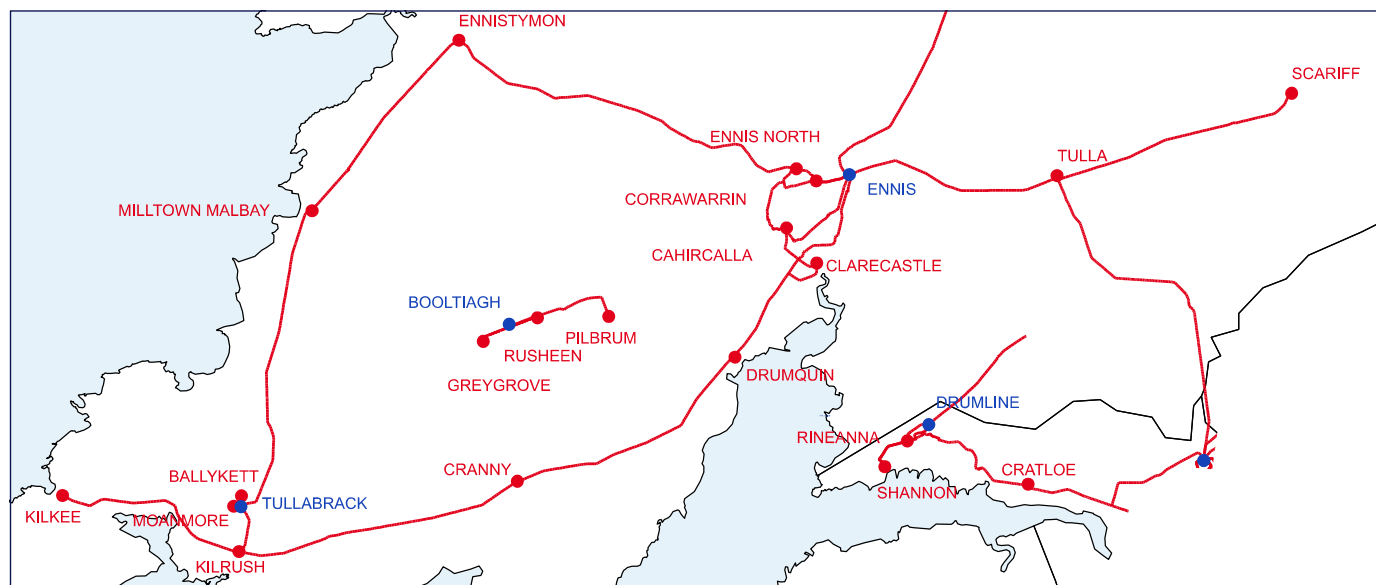 ENNISTYMON
SCARIFF
ENNIS NORTH
TULLA
ENNIS
CORRAWARRIN
MILLTOWN MALBAY
CAHIRCALLA
CLARECASTLE
BOOLTIAGH
PILBRUM
RUSHEEN
DRUMQUIN
GREYGROVE
DRUMLINE
RINEANNA
CRANNY
CRATLOE
BALLYKETT
SHANNON
TULLABRACK
KILKEE
MOANMORE
KILRUSH